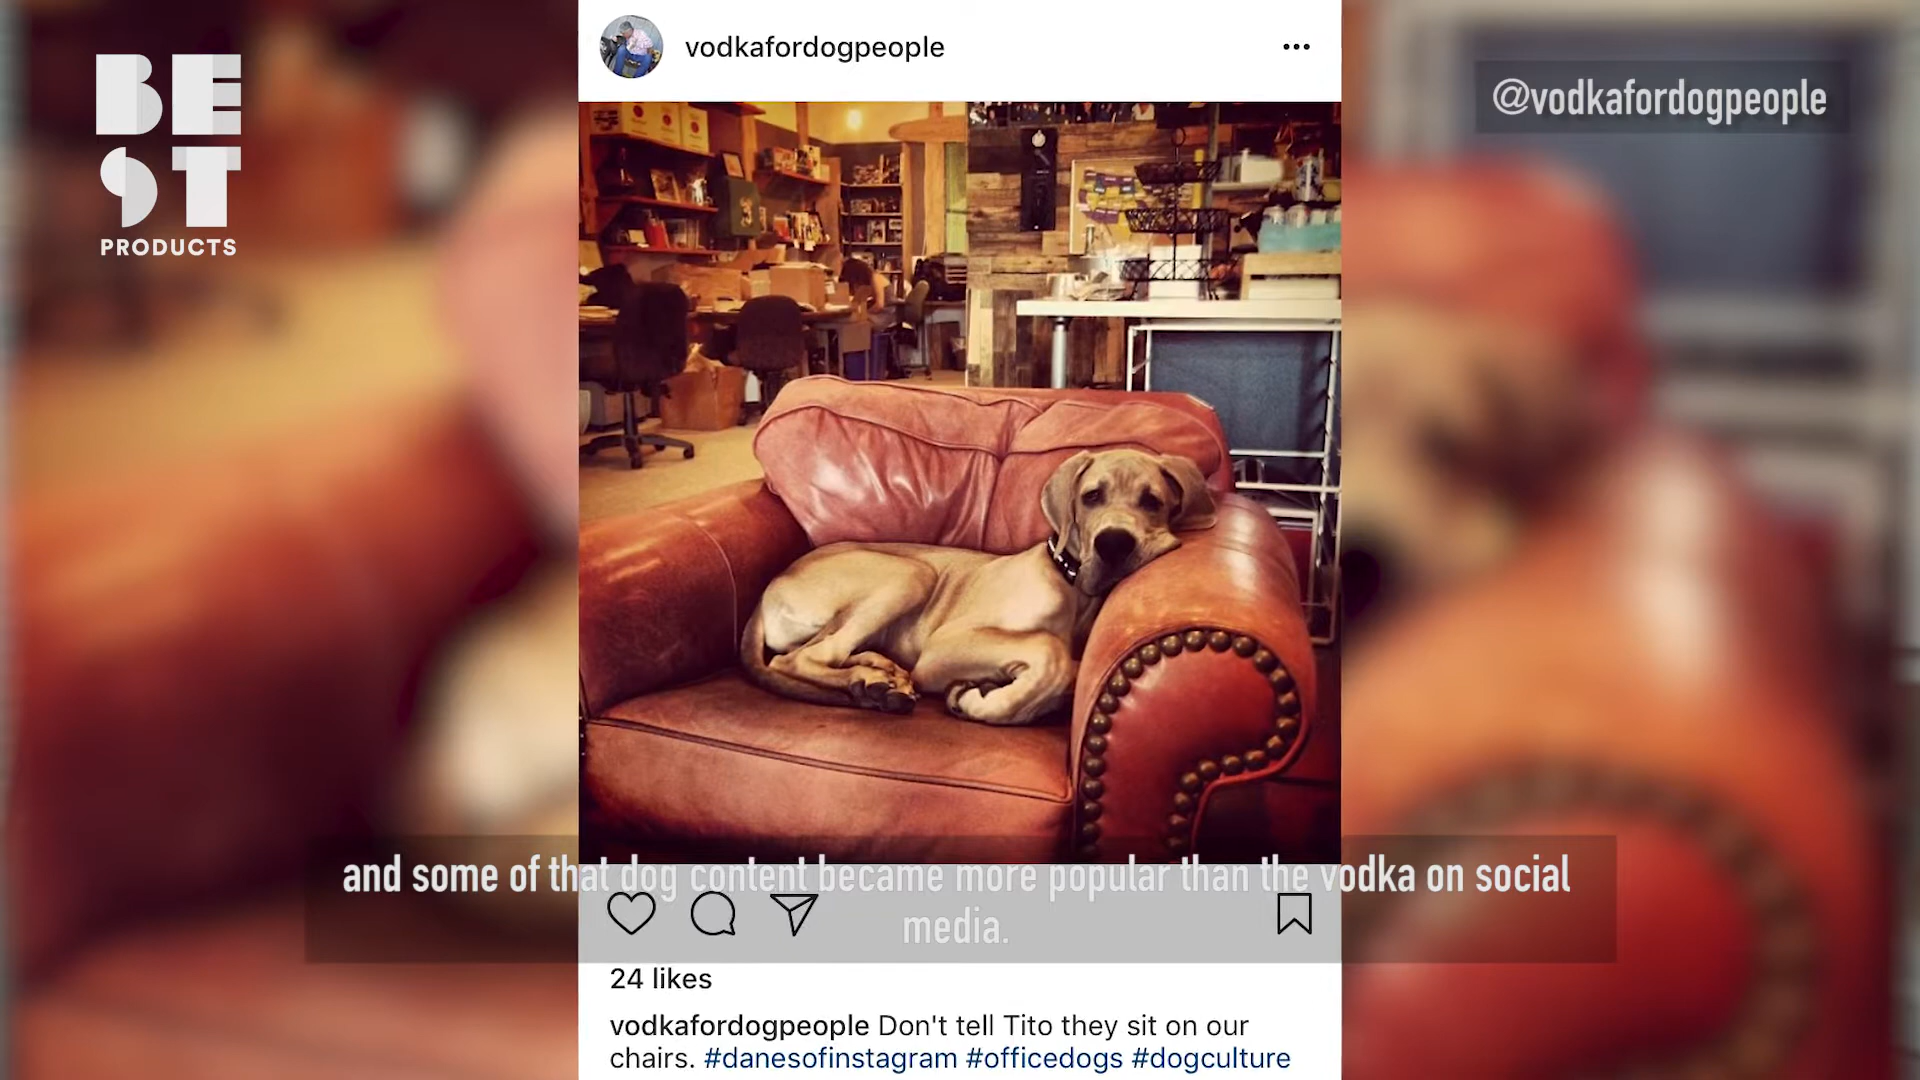 BE
ST
PRODUCTS
vodkafordogpeople
@vodkafordogpeople
and some of that dog content became more popular than the vodka on social
media.
24 likes
vodkafordogpeople Don't tell Tito they sit on our
chairs. #danesofinstagram #officedogs #dogculture